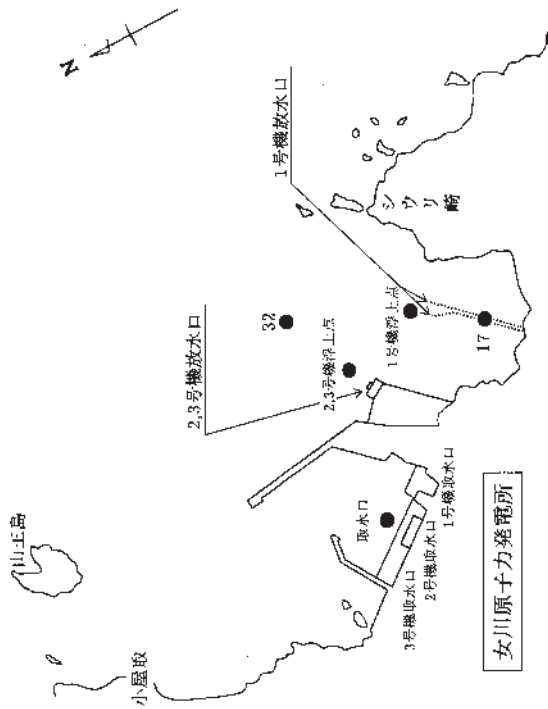 N
1号機放水口
2,3号機放水口
シウリ崎
32
1号機浮上点
2,3号機浮上点
17
山王島
取水口
1号機取水口
2号機取水口
3号機取水口
小屋取
女川原子力発電所